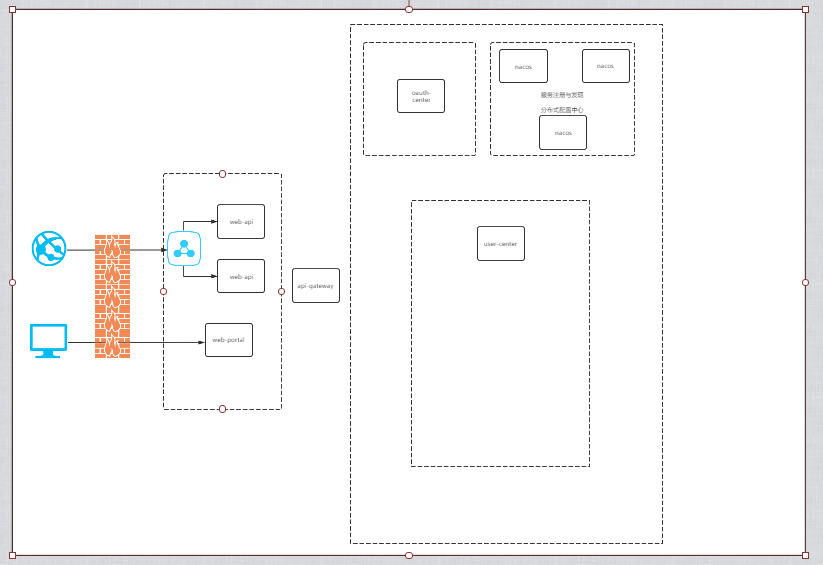 nacos
nacos
oauth-
center
服务注册与发现
分布式配置中心
nacos
web-api
user-center
web-api
api-gateway
web-portal